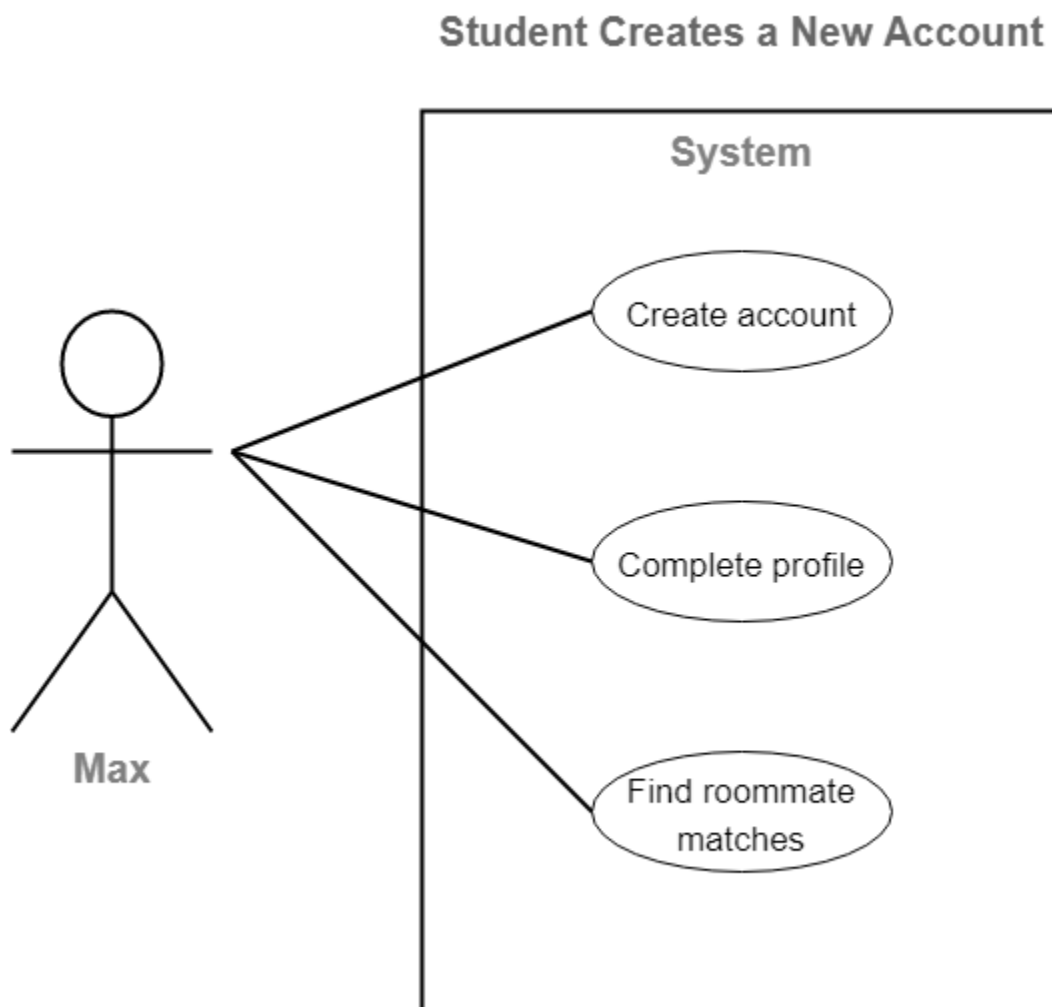 Student Creates a New Account
System
Create account
Complete profile
Max
Find roommate
matches